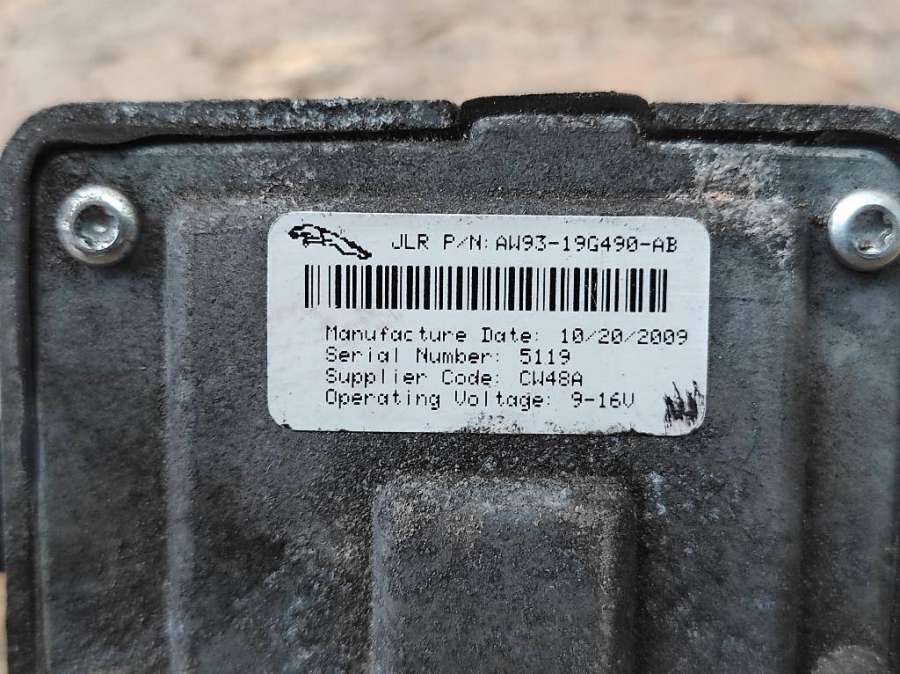 JLR P/N:AW93-19G490-AB
Manufacture Date: 10/20/2009
Serial Number: 5119
Supplier Code: CW48A
Operating Voltage: 9-16V